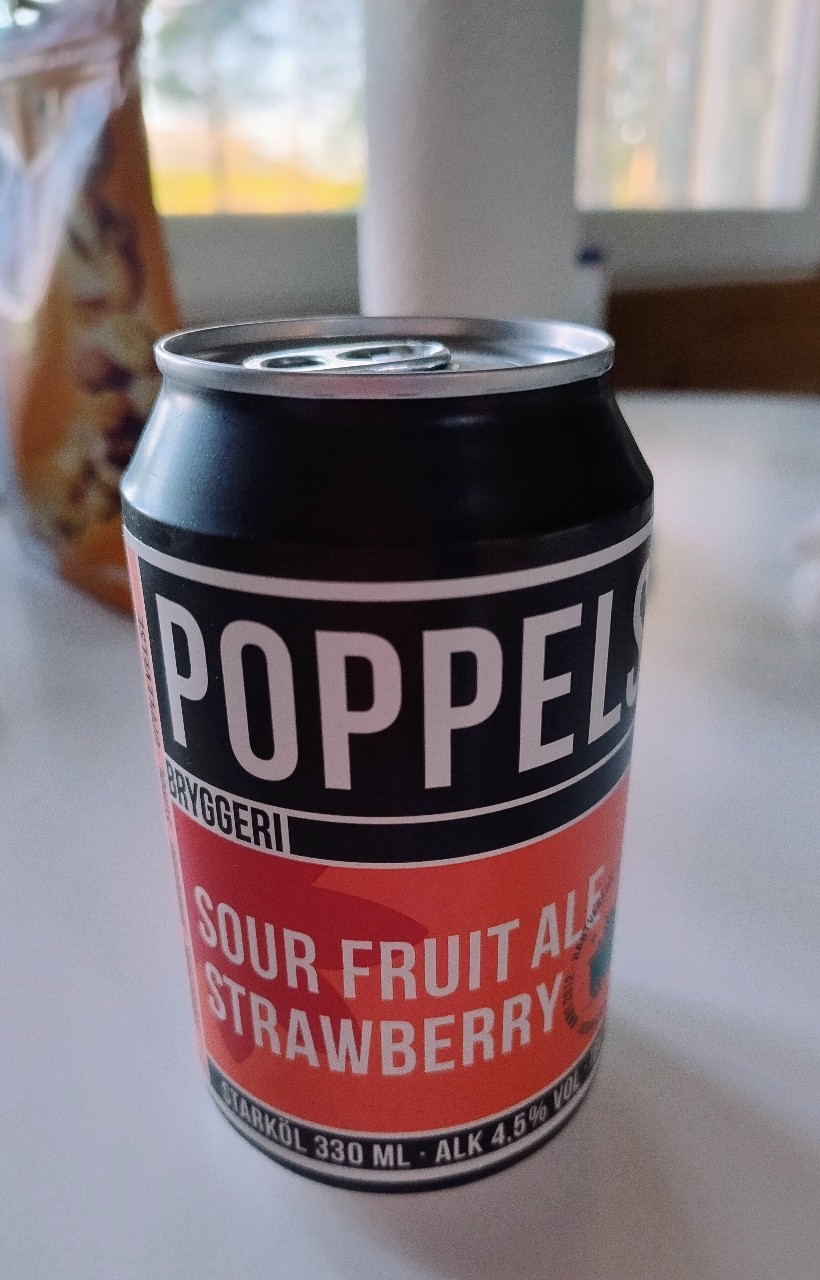 POPPELS
BRYGGERI
SOUR FRUIT ALE
STRAWBERRY
STARKÖL 330 ML · ALK 4.5% VOL